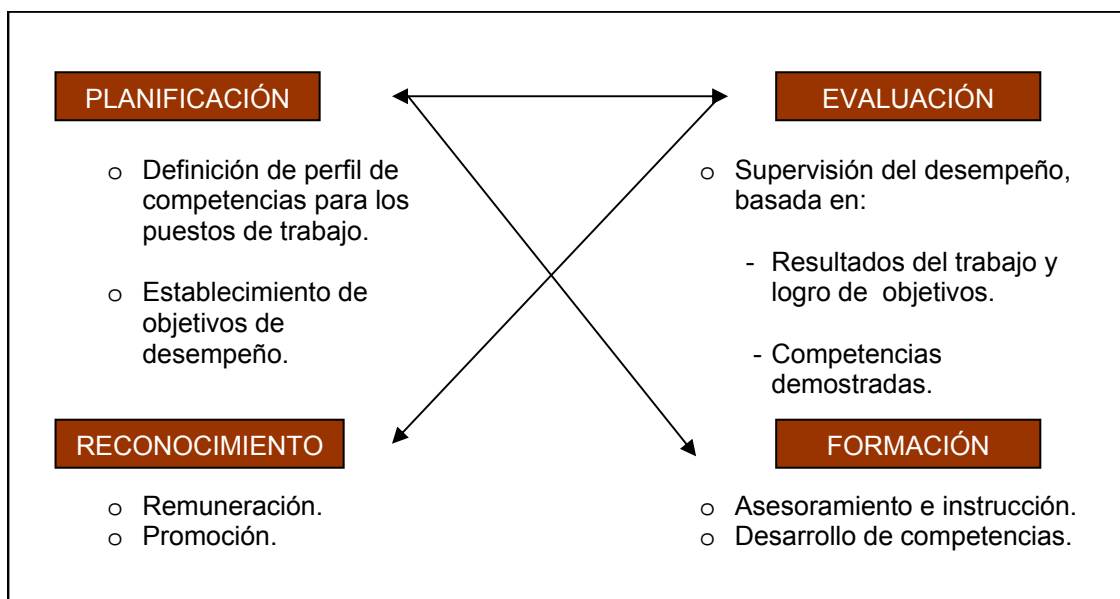 PLANIFICACIÓN
o Definición de perfil de
competencias para los
puestos de trabajo.
o Establecimiento de
objetivos de
desempeño.
EVALUACIÓN
o Supervisión del desempeño,
basada en:
- Resultados del trabajo y
logro de objetivos.
- Competencias
demostradas.
RECONOCIMIENTO
o Remuneración.
o Promoción.
FORMACIÓN
o Asesoramiento e instrucción.
o Desarrollo de competencias.